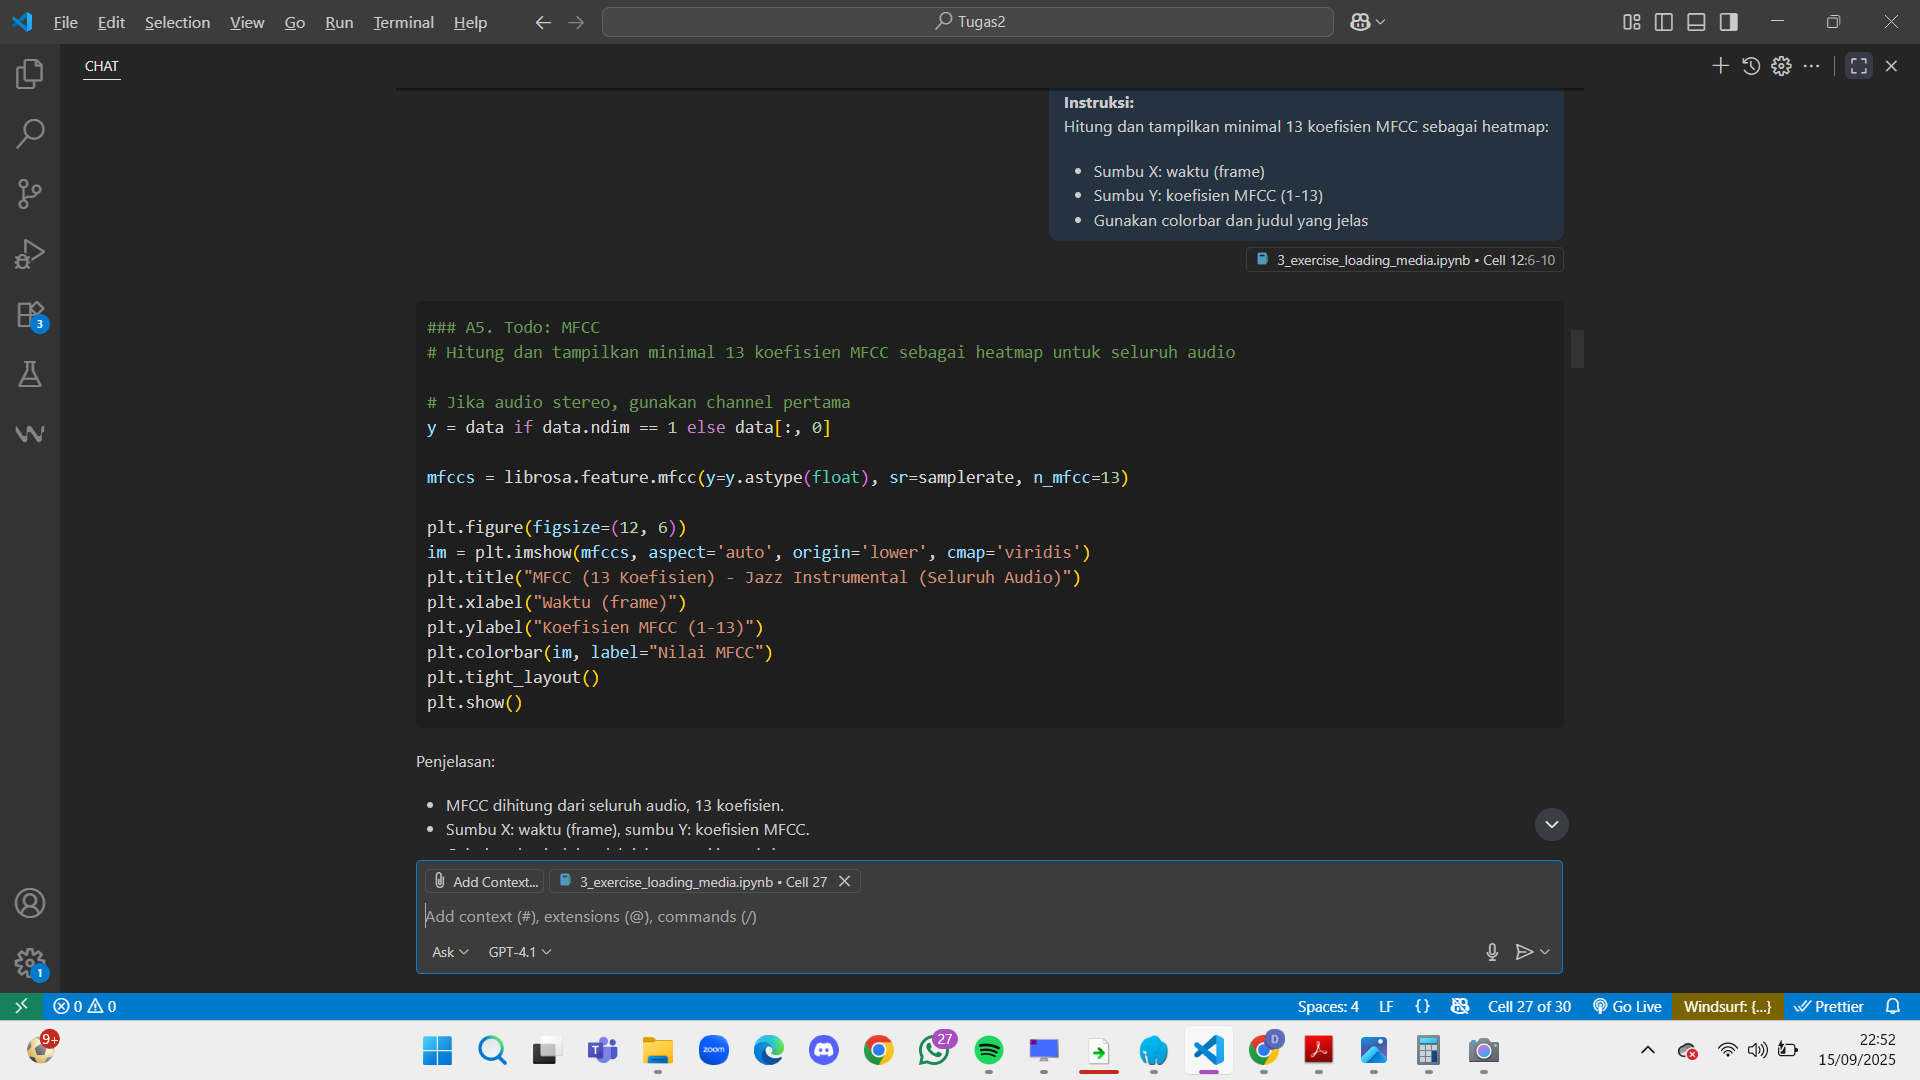 File Edit Selection View Go Run Terminal Help
Tugas2
CHAT
Instruksi:
Hitung dan tampilkan minimal 13 koefisien MFCC sebagai heatmap:
• Sumbu X: waktu (frame)
• Sumbu Y: koefisien MFCC (1-13)
• Gunakan colorbar dan judul yang jelas
3_exercise_loading_media.ipynb • Cell 12:6-10
### A5. Todo: MFCC
# Hitung dan tampilkan minimal 13 koefisien MFCC sebagai heatmap untuk seluruh audio
# Jika audio stereo, gunakan channel pertama
y = data if data.ndim == 1 else data[:, 0]
mfccs = librosa.feature.mfcc(y=y.astype(float), sr=samplerate, n_mfcc=13)
plt.figure(figsize=(12, 6))
im = plt.imshow(mfccs, aspect='auto', origin='lower', cmap='viridis')
plt.title("MFCC (13 Koefisien) - Jazz Instrumental (Seluruh Audio)")
plt.xlabel("Waktu (frame)")
plt.ylabel("Koefisien MFCC (1-13)")
plt.colorbar(im, label="Nilai MFCC")
plt.tight_layout()
plt.show()
Penjelasan:
• MFCC dihitung dari seluruh audio, 13 koefisien.
• Sumbu X: waktu (frame), sumbu Y: koefisien MFCC.
Add Context... 3_exercise_loading_media.ipynb • Cell 27
Add context (#), extensions (@), commands (/)
Ask GPT-4.1
3
1
0 0 Spaces: 4 LF {} Cell 27 of 30 Go Live Windsurf: {...} Prettier
9+
zoom
27
D
22:52
15/09/2025